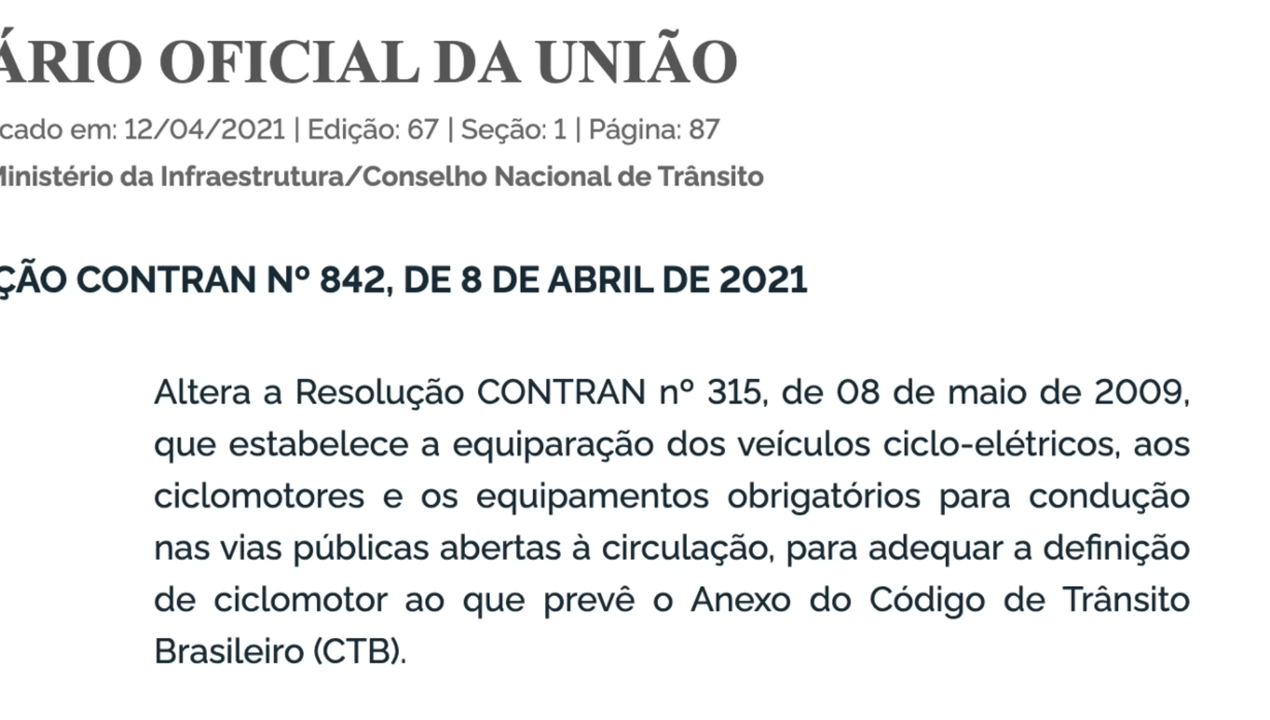 ÁRIO OFICIAL DA UNIÃO
cado em: 12/04/2021 | Edição: 67 | Seção: 1 | Página: 87
Ministério da Infraestrutura/Conselho Nacional de Trânsito
ÇÃO CONTRAN Nº 842, DE 8 DE ABRIL DE 2021
Altera a Resolução CONTRAN nº 315, de 08 de maio de 2009,
que estabelece a equiparação dos veículos ciclo-elétricos, aos
ciclomotores e os equipamentos obrigatórios para condução
nas vias públicas abertas à circulação, para adequar a definição
de ciclomotor ao que prevê o Anexo do Código de Trânsito
Brasileiro (CTB).